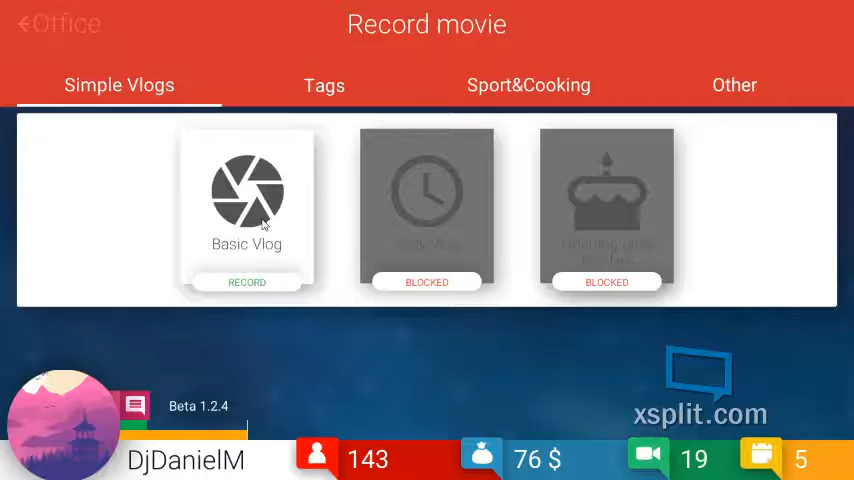 Office
Record movie
Simple Vlogs
Tags
Sport&Cooking
Other
Basic Vlog
RECORD
BLOCKED
BLOCKED
xsplit.com
Beta 1.2.4
DjDanielM
143
76 $
19
5